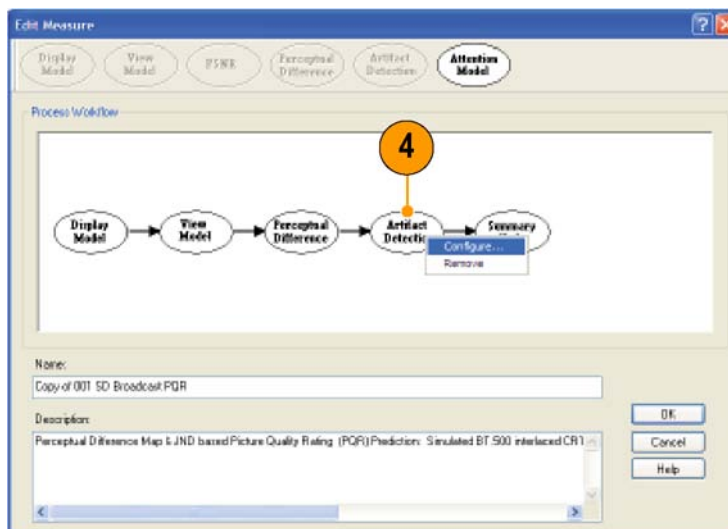 Edit Measure
Display Model
View Model
PSNR
Perceptual Difference
Artifact Detection
Attention Model
Process Workflow
4
Display Model
View Model
Perceptual Difference
Artifact Detection
Summary
Configure...
Remove
Name:
Copy of 001 SD Broadcast PQR
Description:
Perceptual Difference Map & JND based Picture Quality Rating (PQR) Prediction: Simulated BT.500 interlaced CRT
OK
Cancel
Help